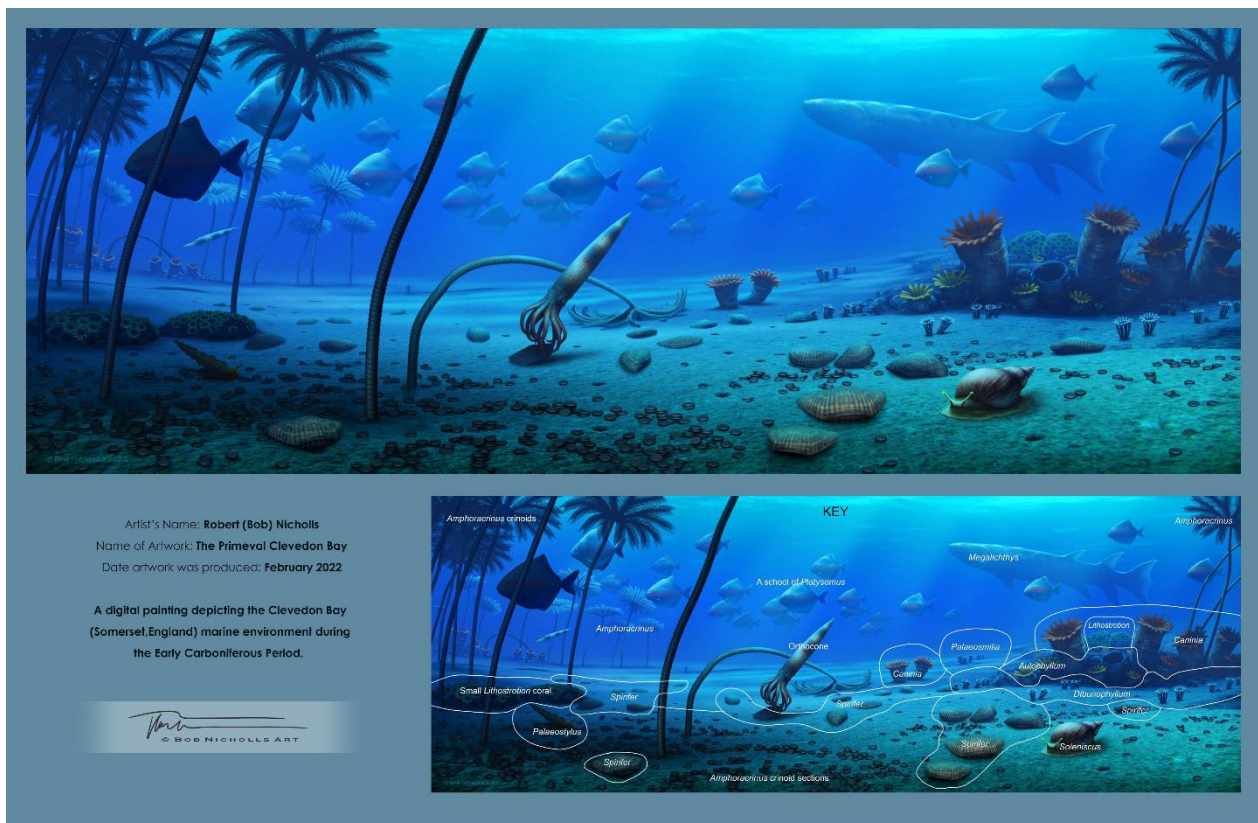 Artist's Name: Robert (Bob) Nicholls
Name of Artwork: The Primeval Clevedon Bay
Date artwork was produced: February 2022
A digital painting depicting the Clevedon Bay
(Somerset,England) marine environment during
the Early Carboniferous Period.
© BOB NICHOLLS ART
KEY
Amphoracrinus crinoids
Amphoracrinus
Megalichthys
A school of Platysomus
Amphoracrinus
Lithostrotion
Orthocone
Palaeosmilia
Caninia
Caninia
Aulophyllum
Small Lithostrotion coral
Spirifer
Spirifer
Dibunophyllum
Spirifer
Palaeostylus
Spirifer
Spirifer
Soleniscus
Amphoracrinus crinoid sections